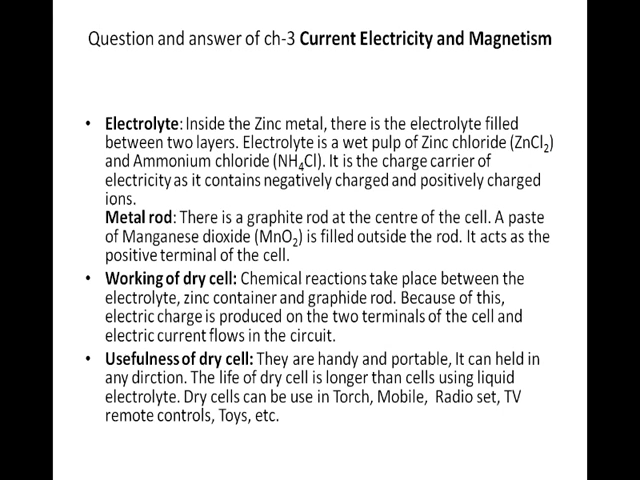 Question and answer of ch-3 Current Electricity and Magnetism
• Electrolyte: Inside the Zinc metal, there is the electrolyte filled
between two layers. Electrolyte is a wet pulp of Zinc chloride (ZnCl₂)
and Ammonium chloride (NH₄Cl). It is the charge carrier of
electricity as it contains negatively charged and positively charged
ions.
Metal rod: There is a graphite rod at the centre of the cell. A paste
of Manganese dioxide (MnO₂) is filled outside the rod. It acts as the
positive terminal of the cell.
• Working of dry cell: Chemical reactions take place between the
electrolyte, zinc container and graphide rod. Because of this,
electric charge is produced on the two terminals of the cell and
electric current flows in the circuit.
• Usefulness of dry cell: They are handy and portable, It can held in
any dirction. The life of dry cell is longer than cells using liquid
electrolyte. Dry cells can be use in Torch, Mobile, Radio set, TV
remote controls, Toys, etc.